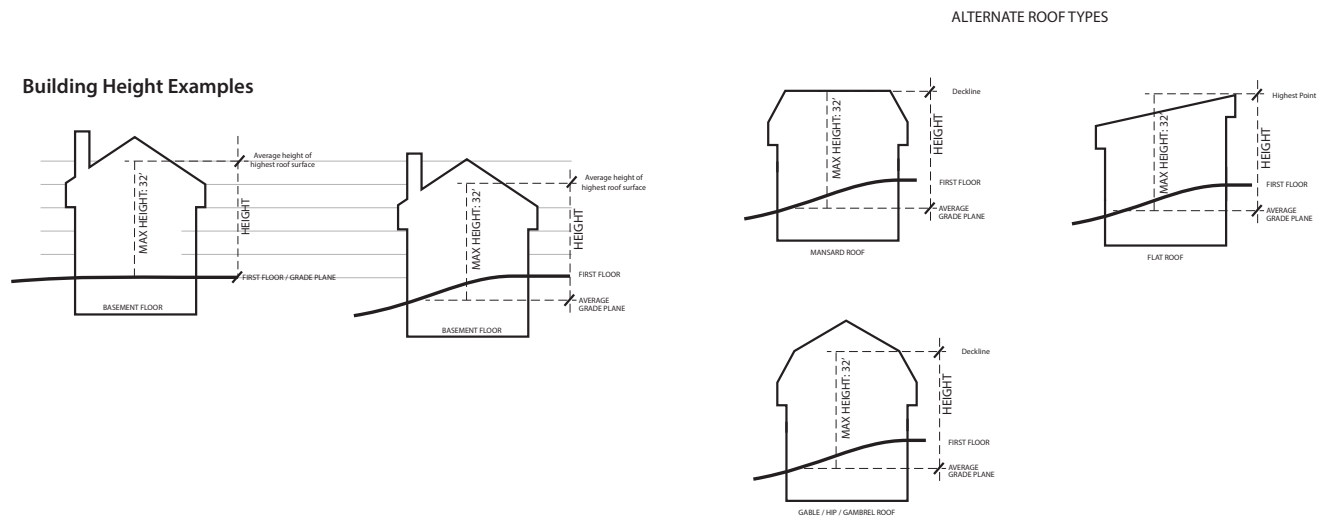 ALTERNATE ROOF TYPES
Building Height Examples
Average height of
highest roof surface
MAX HEIGHT: 32'
HEIGHT
FIRST FLOOR / GRADE PLANE
BASEMENT FLOOR
Average height of
highest roof surface
MAX HEIGHT: 32'
HEIGHT
FIRST FLOOR
AVERAGE
GRADE PLANE
BASEMENT FLOOR
Deckline
MAX HEIGHT: 32'
HEIGHT
FIRST FLOOR
AVERAGE
GRADE PLANE
MANSARD ROOF
Highest Point
MAX HEIGHT: 32'
HEIGHT
FIRST FLOOR
AVERAGE
GRADE PLANE
FLAT ROOF
Deckline
MAX HEIGHT: 32'
HEIGHT
FIRST FLOOR
AVERAGE
GRADE PLANE
GABLE / HIP / GAMBREL ROOF